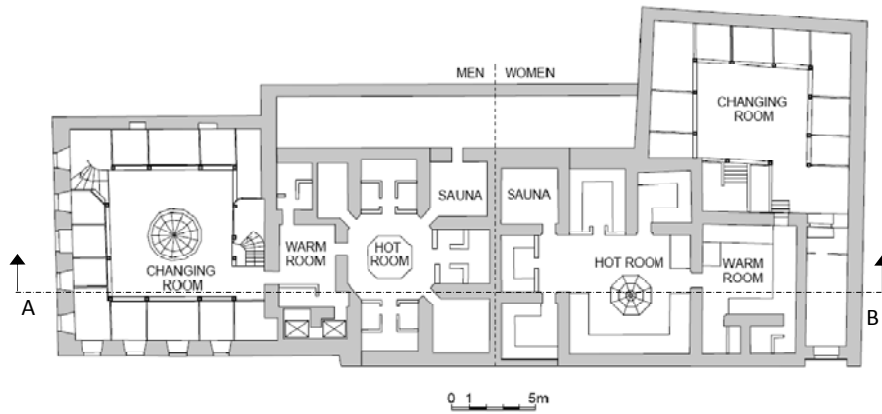 MEN WOMEN
CHANGING
ROOM
SAUNA
SAUNA
WARM
ROOM
HOT
ROOM
CHANGING
ROOM
HOT ROOM
WARM
ROOM
A
B
0 1 5m